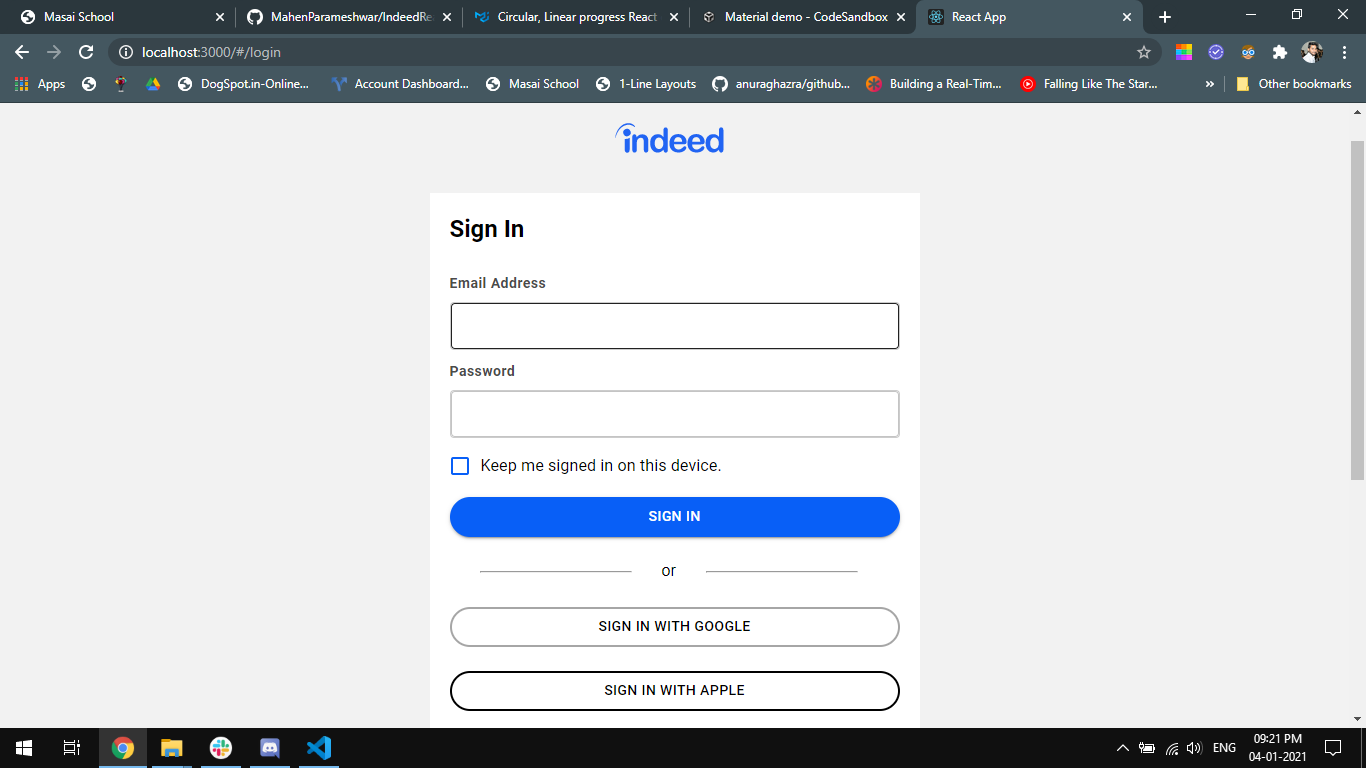 Masai School
MahenParameshwar/IndeedRe
Circular, Linear progress React
Material demo - CodeSandbox
React App
localhost:3000/#/login
Apps
DogSpot.in-Online...
Account Dashboard...
Masai School
1-Line Layouts
anuraghazra/github...
Building a Real-Tim...
Falling Like The Star...
»
Other bookmarks
indeed
Sign In
Email Address
Password
Keep me signed in on this device.
SIGN IN
or
SIGN IN WITH GOOGLE
SIGN IN WITH APPLE
ENG
09:21 PM
04-01-2021